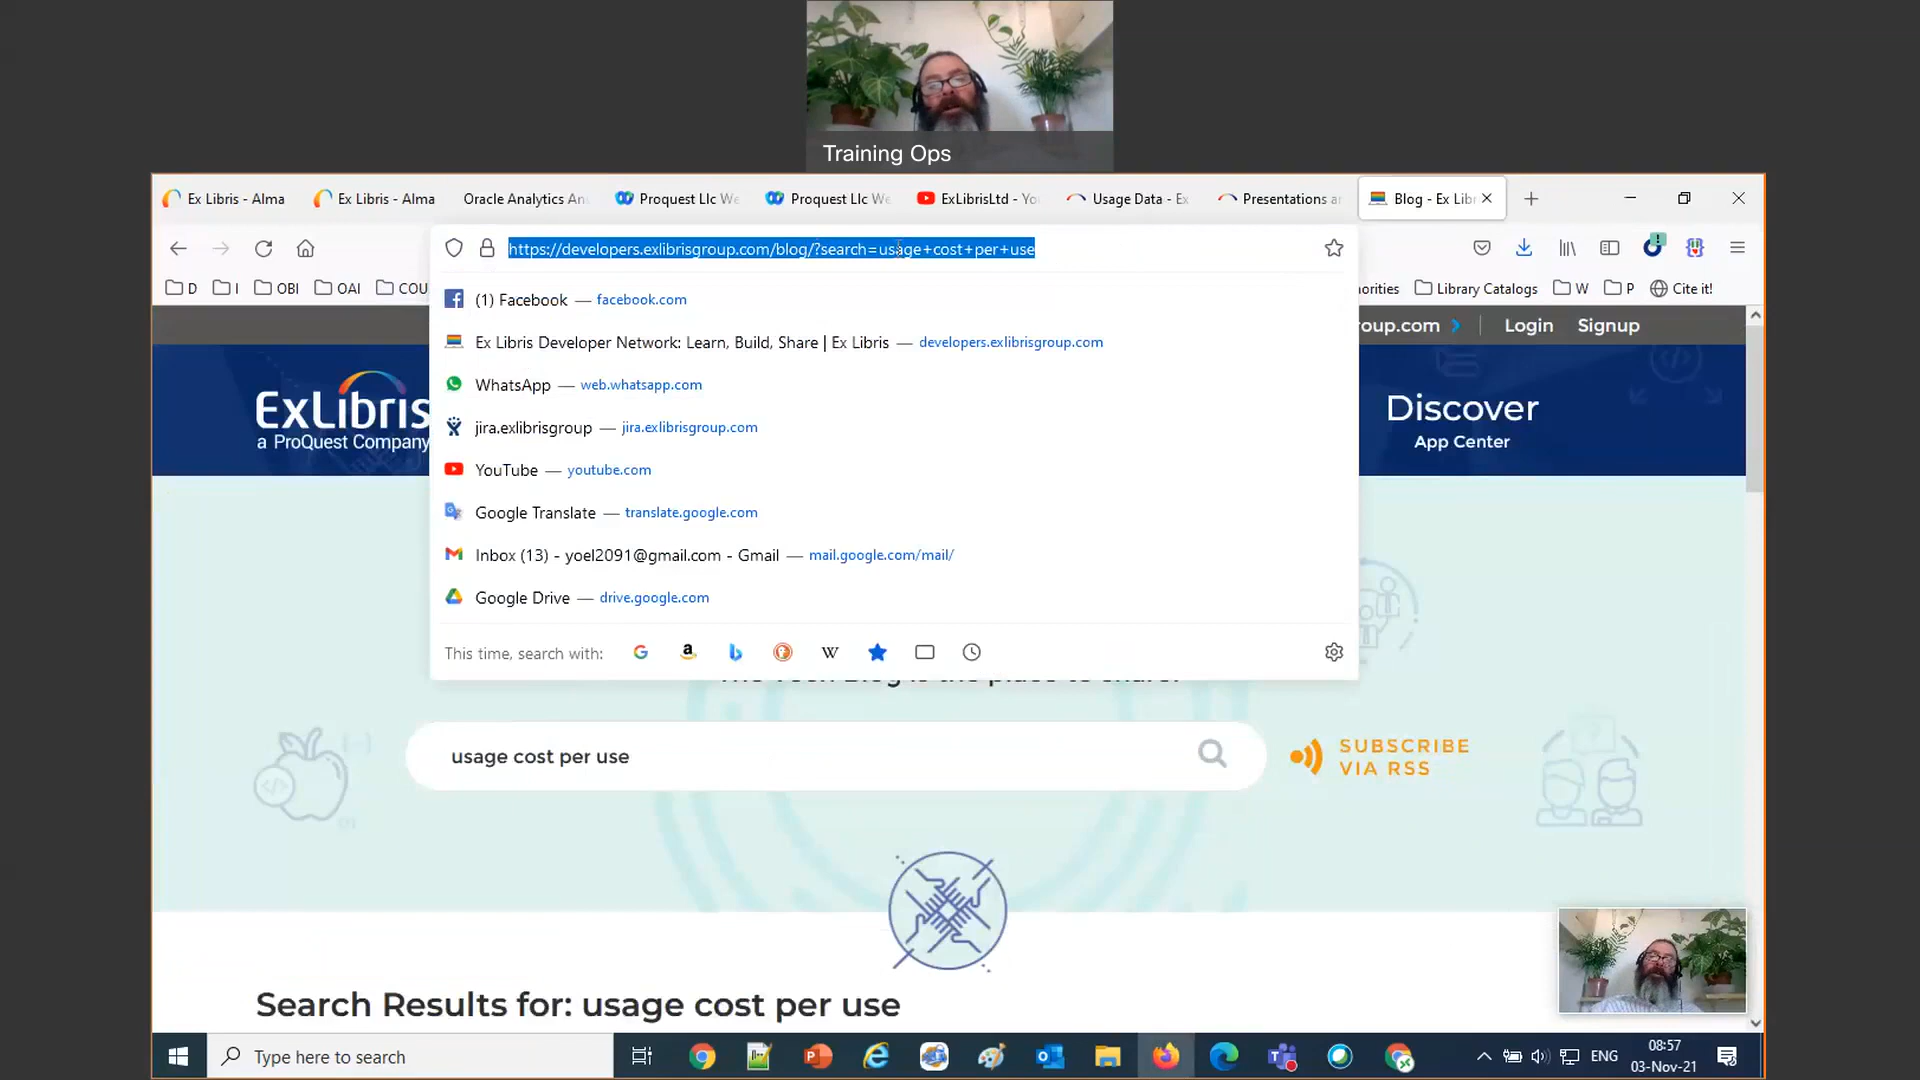 Training Ops
Ex Libris - Alma
Ex Libris - Alma
Oracle Analytics An
Proquest Llc We
Proquest Llc We
ExLibrisLtd - Yo
Usage Data - Ex
Presentations a
Blog - Ex Libr
https://developers.exlibrisgroup.com/blog/?search=usage+cost+per+use
D
I
OBI
OAI
COU
orities
Library Catalogs
W
P
Cite it!
(1) Facebook — facebook.com
Ex Libris Developer Network: Learn, Build, Share | Ex Libris — developers.exlibrisgroup.com
WhatsApp — web.whatsapp.com
jira.exlibrisgroup — jira.exlibrisgroup.com
YouTube — youtube.com
Google Translate — translate.google.com
Inbox (13) - yoel2091@gmail.com - Gmail — mail.google.com/mail/
Google Drive — drive.google.com
This time, search with:
oup.com
Login
Signup
ExLibris
a ProQuest Company
Discover
App Center
usage cost per use
SUBSCRIBE
VIA RSS
Search Results for: usage cost per use
Type here to search
ENG
08:57
03-Nov-21